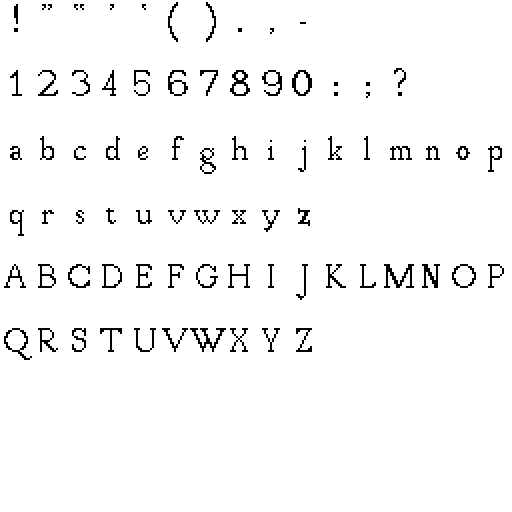 ! ” “ ’ ‘ ( ) . , -
1 2 3 4 5 6 7 8 9 0 : ; ?
a b c d e f g h i j k l m n o p
q r s t u v w x y z
A B C D E F G H I J K L M N O P
Q R S T U V W X Y Z